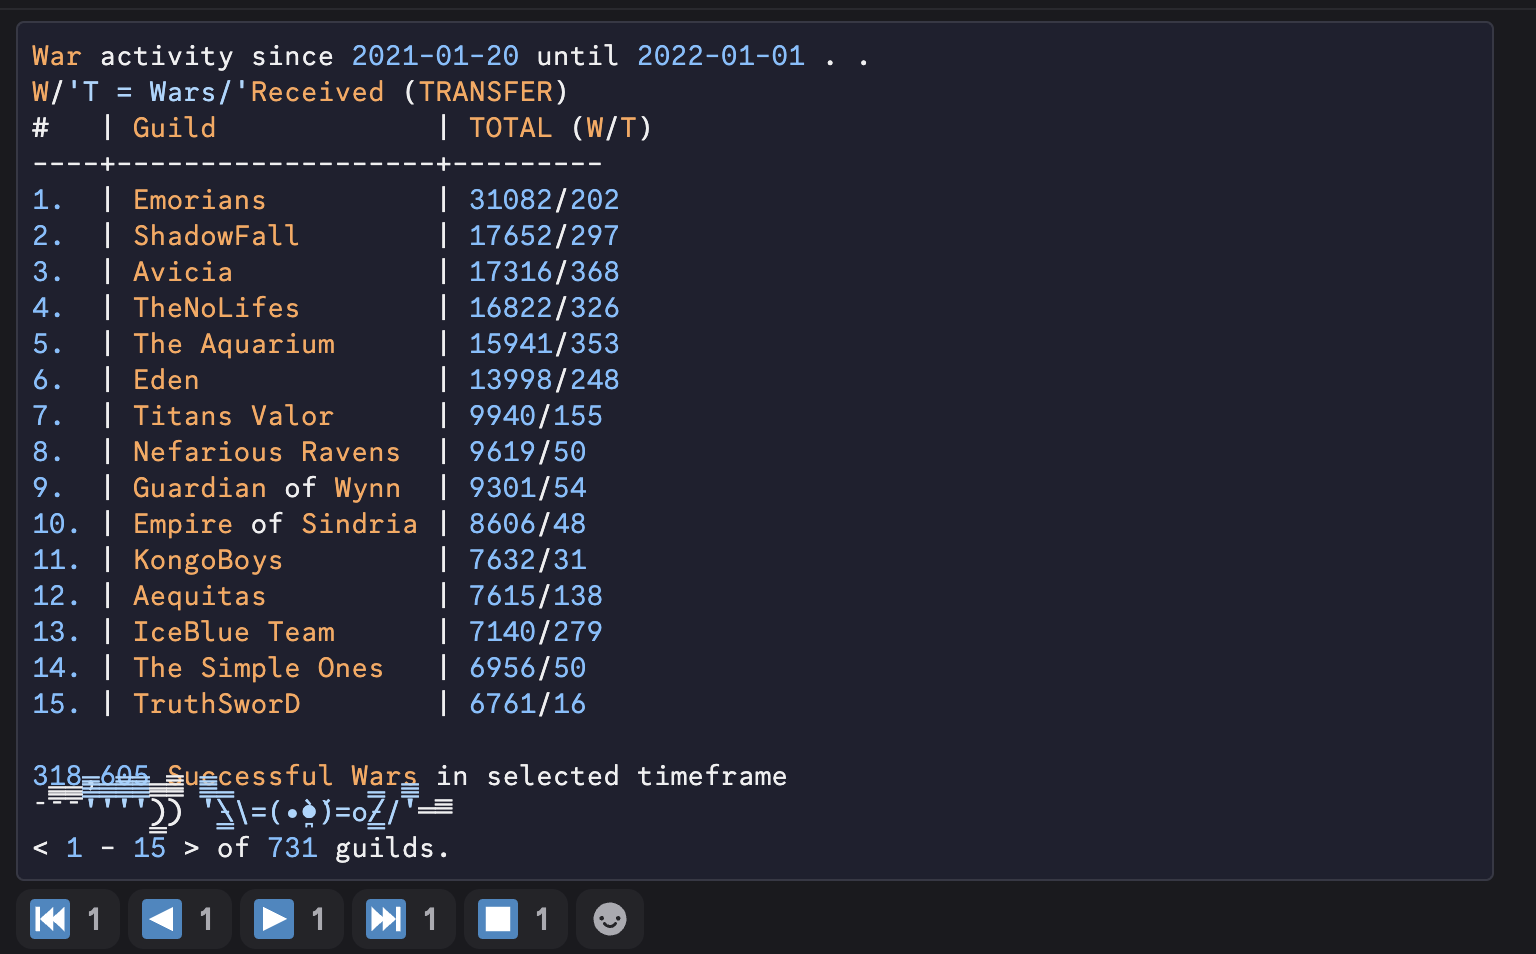 War activity since 2021-01-20 until 2022-01-01 . .
W/'T = Wars/'Received (TRANSFER)
#   | Guild             | TOTAL (W/T)
----+-------------------+---------
1.  | Emorians          | 31082/202
2.  | ShadowFall        | 17652/297
3.  | Avicia            | 17316/368
4.  | TheNoLifes        | 16822/326
5.  | The Aquarium      | 15941/353
6.  | Eden              | 13998/248
7.  | Titans Valor      | 9940/155
8.  | Nefarious Ravens  | 9619/50
9.  | Guardian of Wynn  | 9301/54
10. | Empire of Sindria | 8606/48
11. | KongoBoys         | 7632/31
12. | Aequitas          | 7615/138
13. | IceBlue Team      | 7140/279
14. | The Simple Ones   | 6956/50
15. | TruthSworD        | 6761/16
318,605 Successful Wars in selected timeframe
< 1 - 15 > of 731 guilds.
1 1 1 1 1